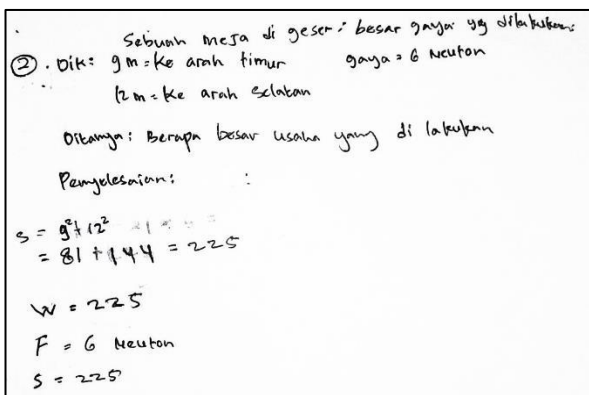 Sebuah meja di geser : besar gaya yg dilakukan:
② . Dik: 9 m = Ke arah timur gaya = 6 Neuton
12 m = Ke arah Selatan
Ditanya : Berapa besar usaha yang di lakukan
Penyelesaian : :
S = 9² + 12²
= 81 + 144 = 225
W = 225
F = 6 Neuton
S = 225